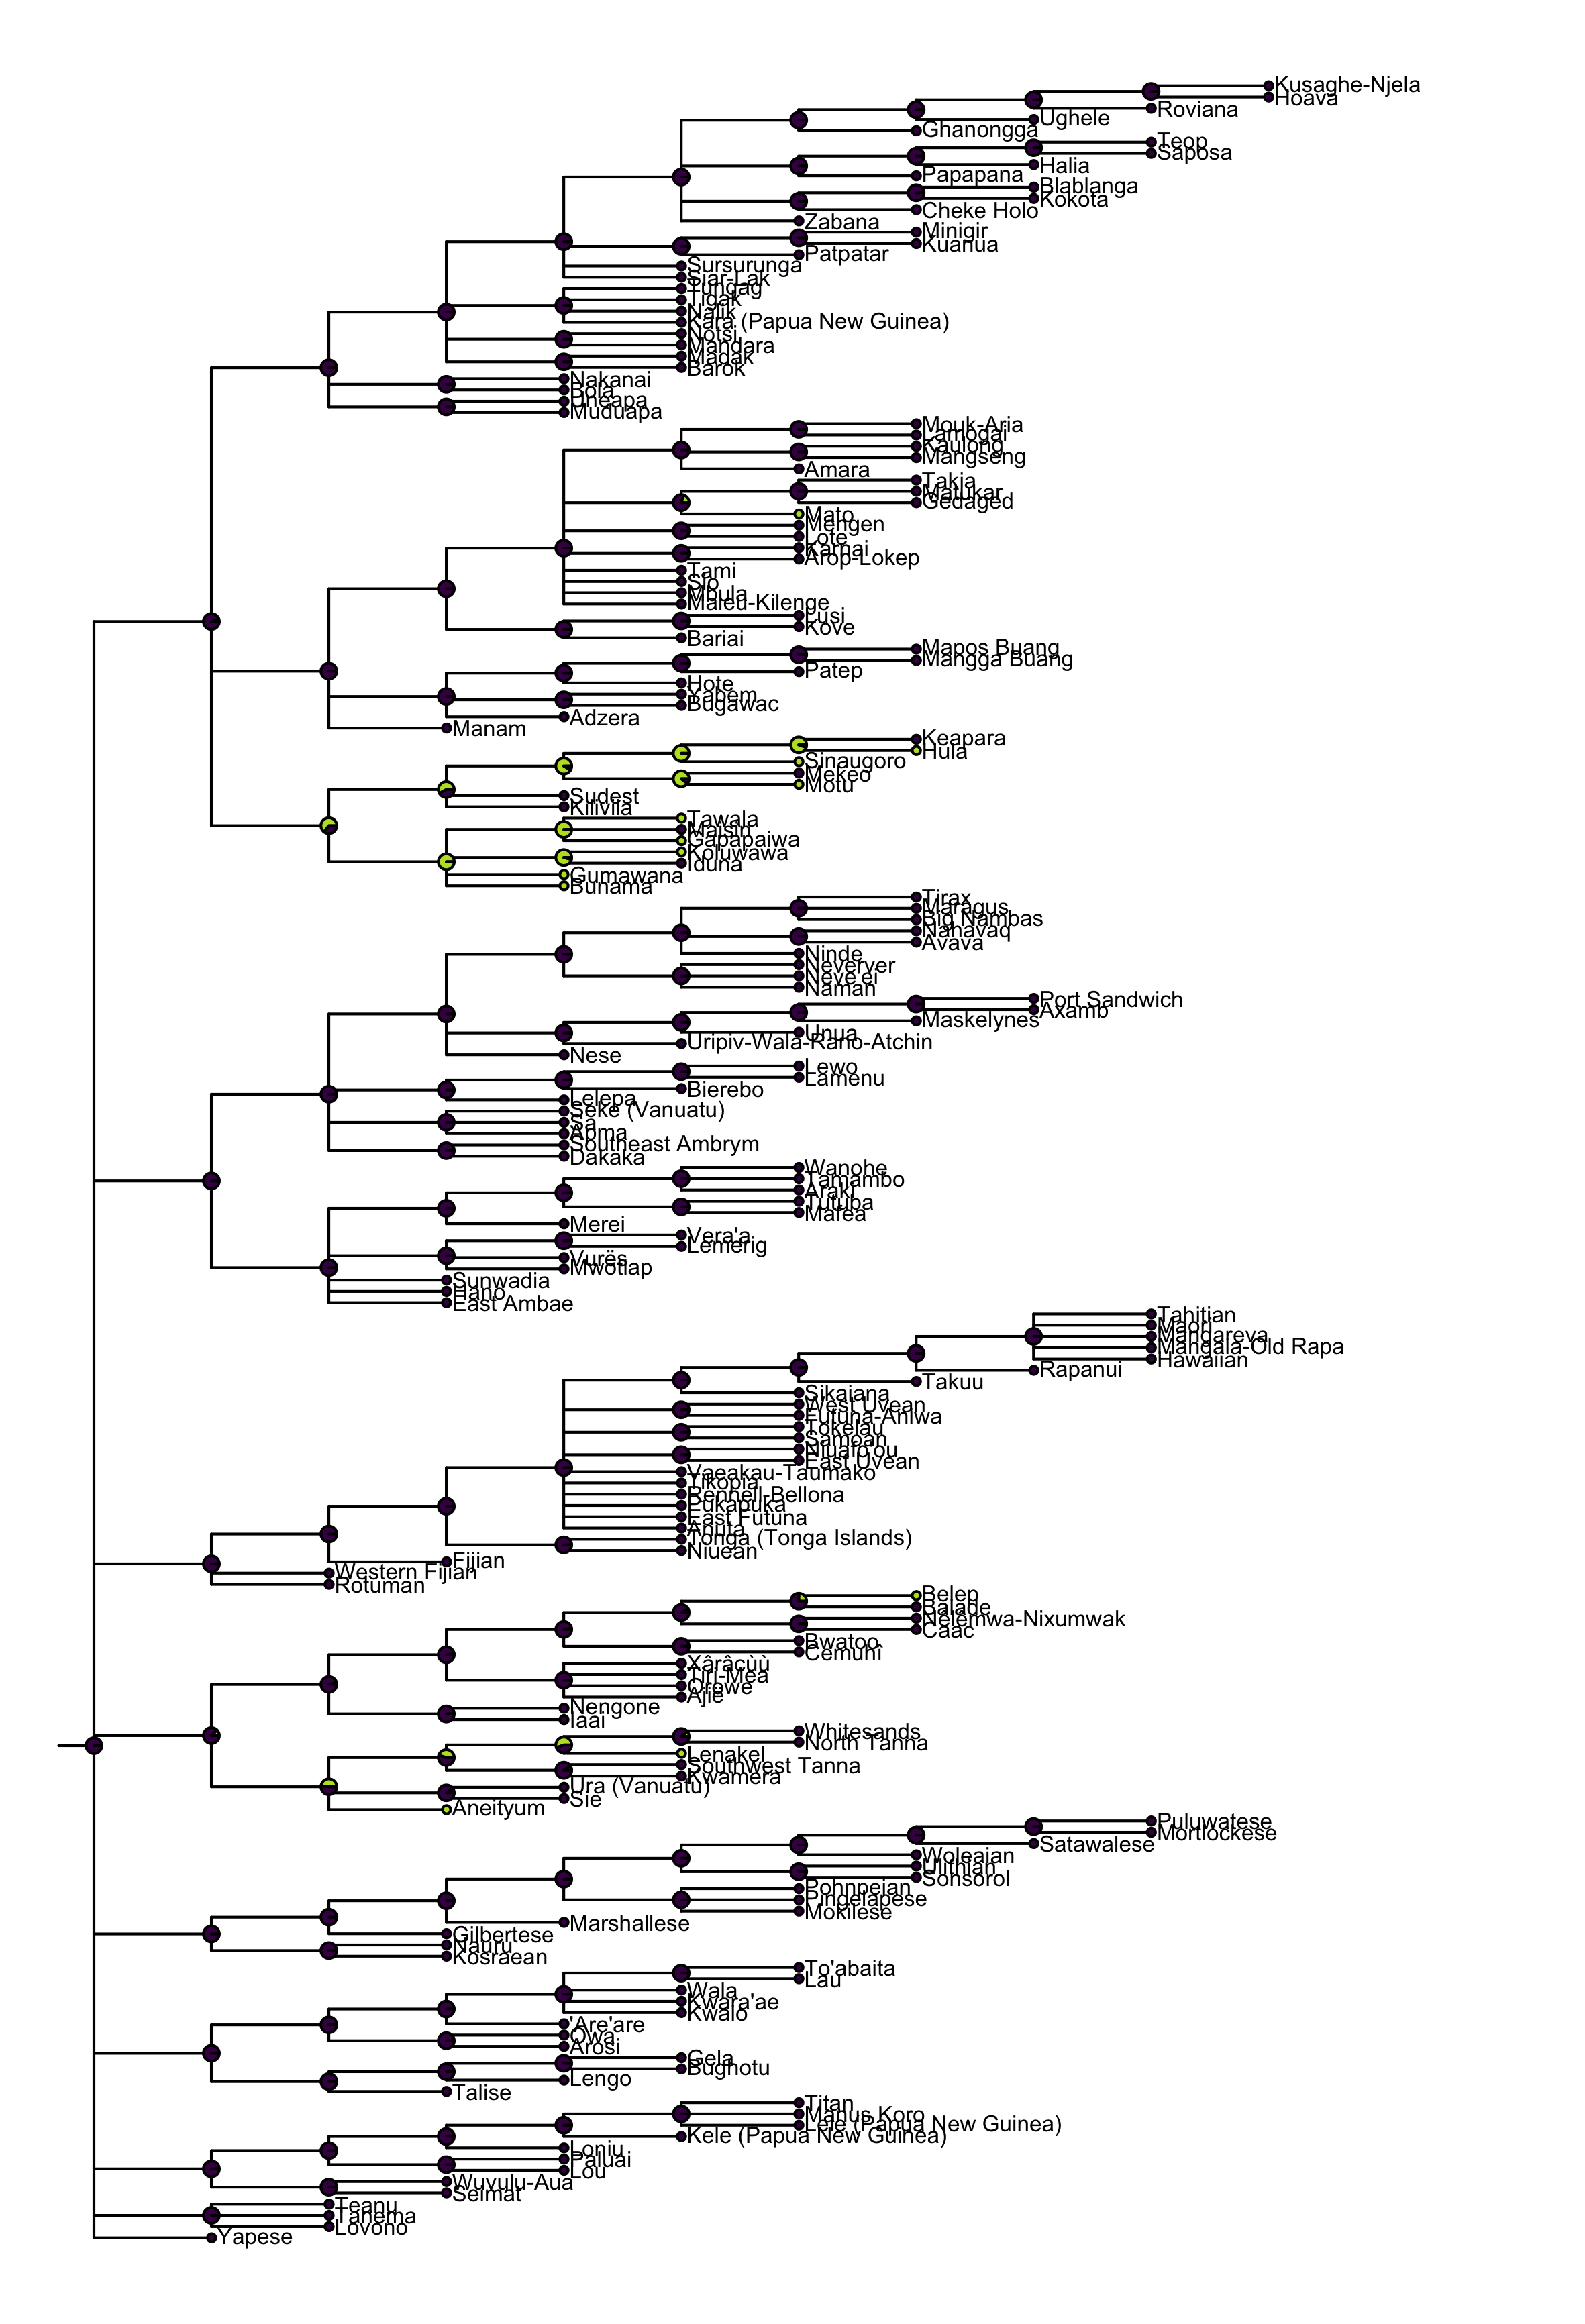 Kusaghe-Njela
Hoava
Roviana
Ughele
Ghanongga
Teop
Saposa
Halia
Papapana
Blablanga
Kokota
Cheke Holo
Zabana
Minigir
Kuanua
Patpatar
Sursurunga
Siar-Lak
Tungag
Tigak
Nalik
Kara (Papua New Guinea)
Notsi
Mandara
Madak
Barok
Nakanai
Bola
Uneapa
Muduapa
Mouk-Aria
Lamogai
Kaulong
Mangseng
Amara
Takia
Matukar
Gedaged
Mato
Mengen
Lote
Karnai
Arop-Lokep
Tami
Sio
Mbula
Maleu-Kilenge
Lusi
Kove
Bariai
Mapos Buang
Mangga Buang
Patep
Hote
Yabem
Bugawac
Adzera
Manam
Keapara
Hula
Sinaugoro
Mekeo
Motu
Sudest
Kilivila
Tawala
Maisin
Gapapaiwa
Koluwawa
Iduna
Gumawana
Bunama
Tirax
Maragus
Big Nambas
Nahavaq
Avava
Ninde
Neverver
Neve'ei
Naman
Port Sandwich
Axamb
Maskelynes
Unua
Uripiv-Wala-Rano-Atchin
Nese
Lewo
Lamenu
Bierebo
Lelepa
Seke (Vanuatu)
Sa
Apma
Southeast Ambrym
Dakaka
Wanohe
Tamambo
Araki
Tutuba
Mafea
Merei
Vera'a
Lemerig
Vurës
Mwotlap
Sunwadia
Hano
East Ambae
Tahitian
Maori
Mangareva
Mangaia-Old Rapa
Hawaiian
Rapanui
Takuu
Sikaiana
West Uvean
Futuna-Aniwa
Tokelau
Samoan
Niuafo'ou
East Uvean
Vaeakau-Taumako
Tikopia
Rennell-Bellona
Pukapuka
East Futuna
Anuta
Tonga (Tonga Islands)
Niuean
Fijian
Western Fijian
Rotuman
Belep
Balade
Nêlêmwa-Nixumwak
Caac
Bwatoo
Cemuhî
Xârâcùù
Tiri-Mea
Orowe
Ajië
Nengone
Iaai
Whitesands
North Tanna
Lenakel
Southwest Tanna
Kwamera
Ura (Vanuatu)
Sie
Aneityum
Puluwatese
Mortlockese
Satawalese
Woleaian
Ulithian
Sonsorol
Pohnpeian
Pingelapese
Mokilese
Marshallese
Gilbertese
Nauru
Kosraean
To'abaita
Lau
Wala
Kwara'ae
Kwaio
'Are'are
Owa
Arosi
Gela
Bughotu
Lengo
Talise
Titan
Manus Koro
Lele (Papua New Guinea)
Kele (Papua New Guinea)
Loniu
Paluai
Lou
Wuvulu-Aua
Seimat
Teanu
Tanema
Lovono
Yapese